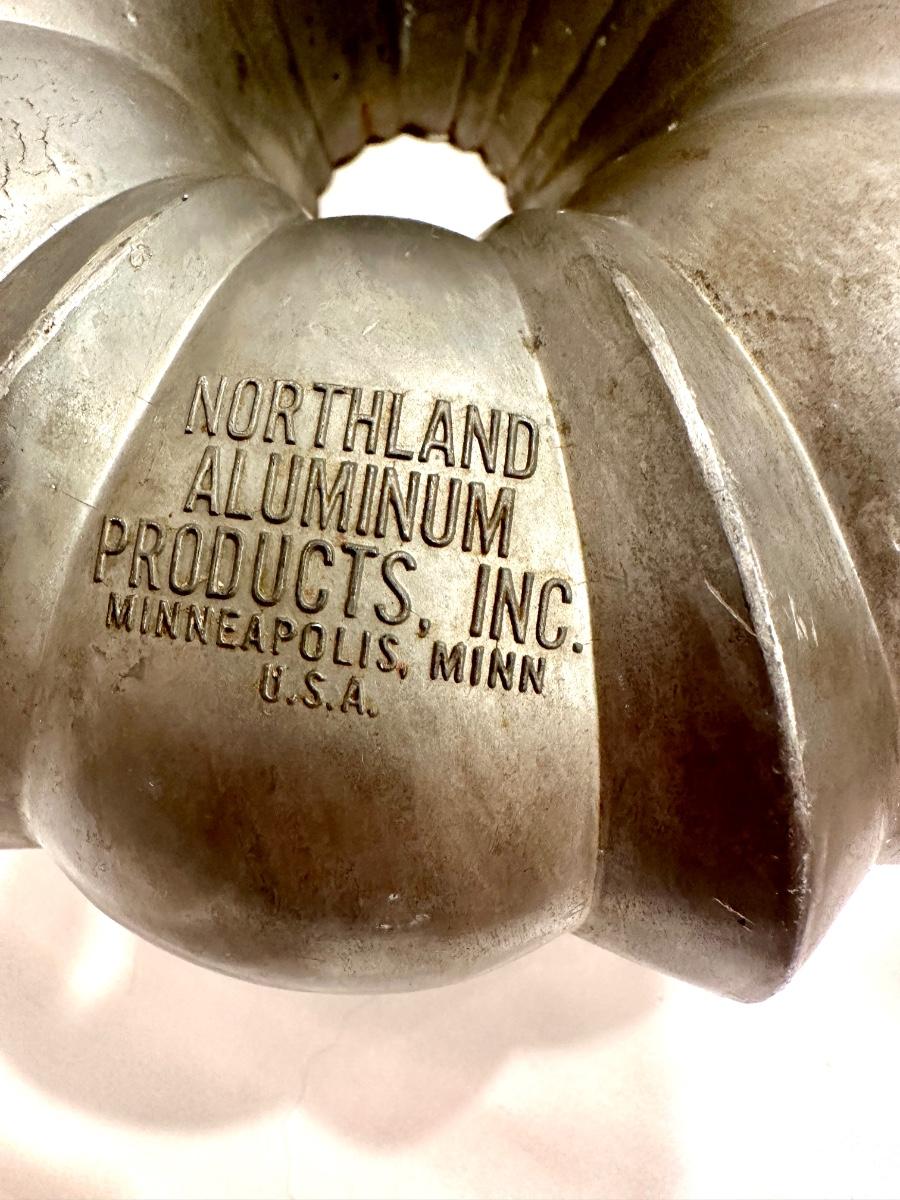 NORTHLAND
ALUMINUM
PRODUCTS, INC.
MINNEAPOLIS, MINN
U.S.A.